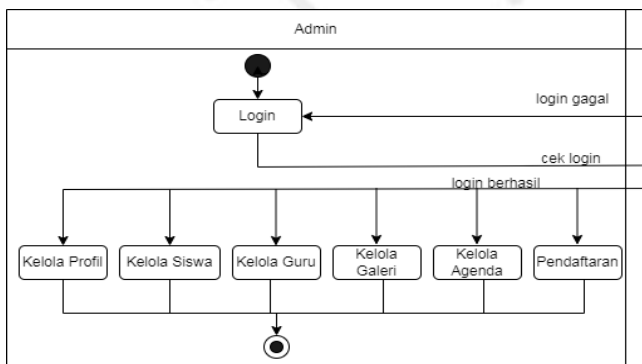 Admin
Login
login gagal
cek login
login berhasil
Kelola Profil
Kelola Siswa
Kelola Guru
Kelola
Galeri
Kelola
Agenda
Pendaftaran